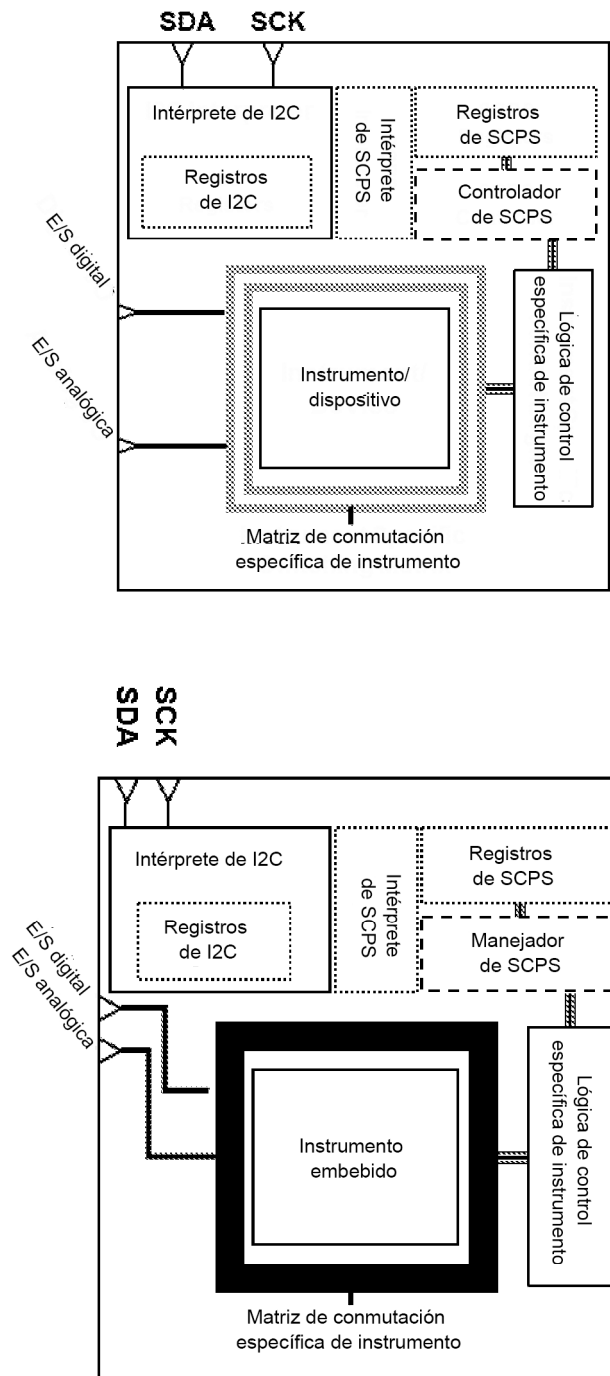 SDA SCK
Intérprete de I2C
Registros
de I2C
Intérprete
de SCPS
Registros
de SCPS
Controlador
de SCPS
E/S digital
E/S analógica
Instrumento/
dispositivo
Lógica de control
específica de instrumento
Matriz de conmutación
específica de instrumento
SDA
SCK
Intérprete de I2C
Registros
de I2C
Intérprete
de SCPS
Registros
de SCPS
Manejador
de SCPS
E/S digital
E/S analógica
Instrumento
embebido
Lógica de control
específica de instrumento
Matriz de conmutación
específica de instrumento